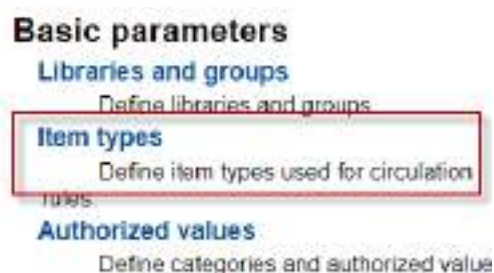 Basic parameters
Libraries and groups
Define libraries and groups
Item types
Define item types used for circulation
rules.
Authorized values
Define categories and authorized value